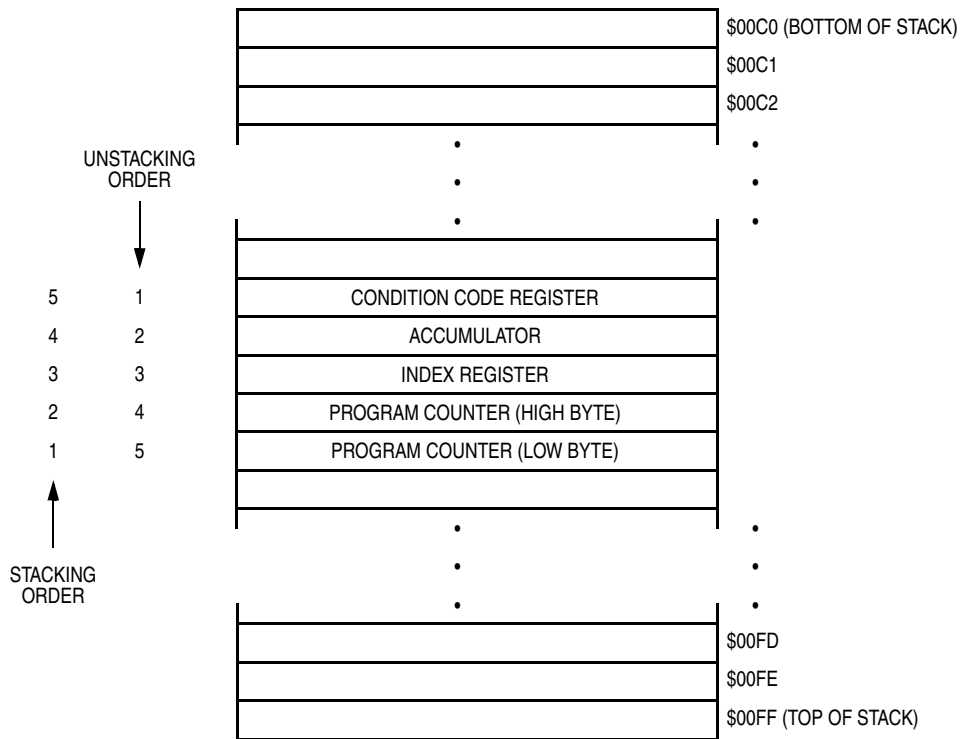 $00C0 (BOTTOM OF STACK)
$00C1
$00C2
UNSTACKING
ORDER
5 1 CONDITION CODE REGISTER
4 2 ACCUMULATOR
3 3 INDEX REGISTER
2 4 PROGRAM COUNTER (HIGH BYTE)
1 5 PROGRAM COUNTER (LOW BYTE)
STACKING
ORDER
$00FD
$00FE
$00FF (TOP OF STACK)